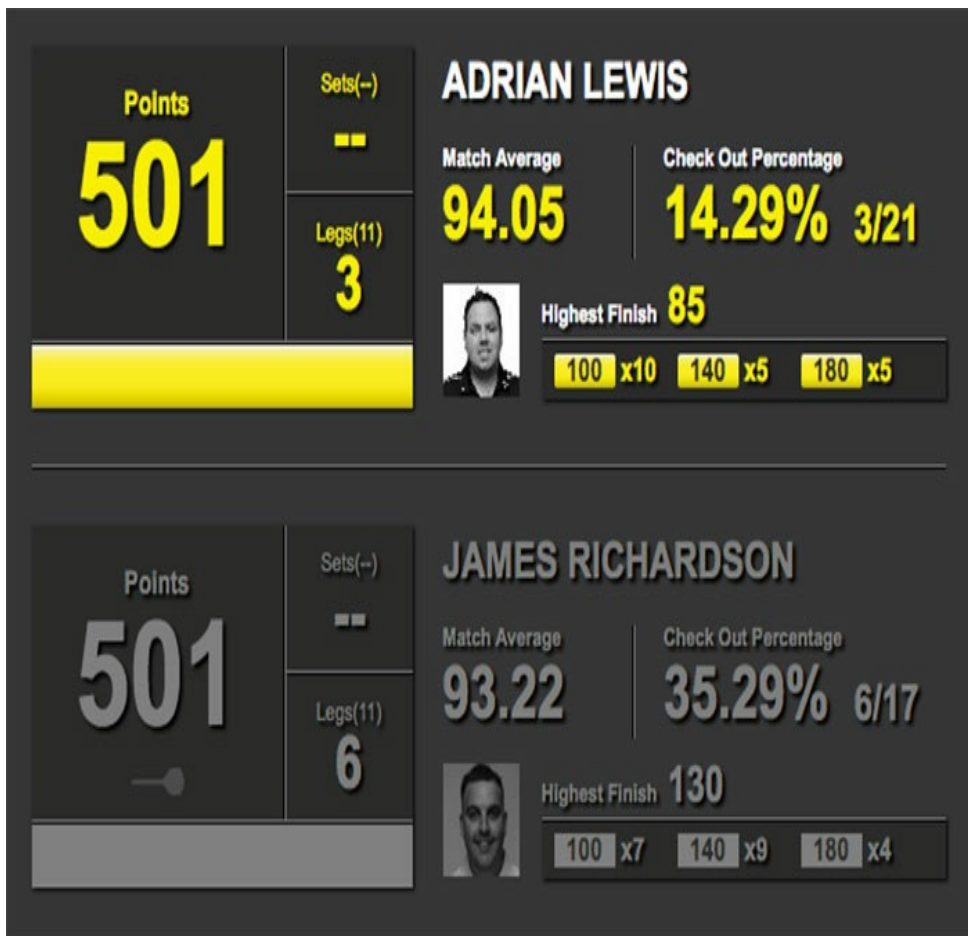 ADRIAN LEWIS
Points
501
Sets(--)
--
Legs(11)
3
Match Average
94.05
Check Out Percentage
14.29% 3/21
Highest Finish 85
100 x10 140 x5 180 x5
JAMES RICHARDSON
Points
501
Sets(--)
--
Legs(11)
6
Match Average
93.22
Check Out Percentage
35.29% 6/17
Highest Finish 130
100 x7 140 x9 180 x4